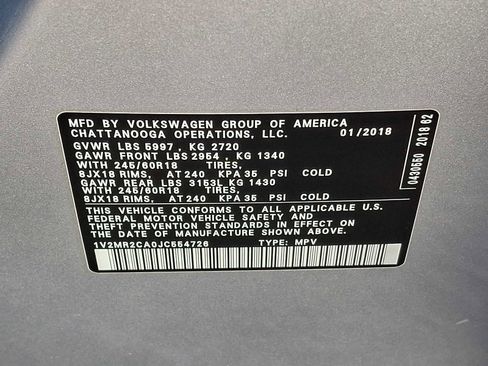 MFD BY VOLKSWAGEN GROUP OF AMERICA
CHATTANOOGA OPERATIONS, LLC. 01/2018
GVWR LBS 5997 , KG 2720
GAWR FRONT LBS 2954 , KG 1340
WITH 245/60R18 TIRES,
8JX18 RIMS, AT 240 KPA 35 PSI COLD
GAWR REAR LBS 3153L KG 1430
WITH 245/60R18 TIRES,
8JX18 RIMS, AT 240 KPA 35 PSI COLD
THIS VEHICLE CONFORMS TO ALL APPLICABLE U.S.
FEDERAL MOTOR VEHICLE SAFETY AND
THEFT PREVENTION STANDARDS IN EFFECT ON
THE DATE OF MANUFACTURE SHOWN ABOVE.
1V2MR2CA0JC554726 TYPE: MPV
0430550 2018 62